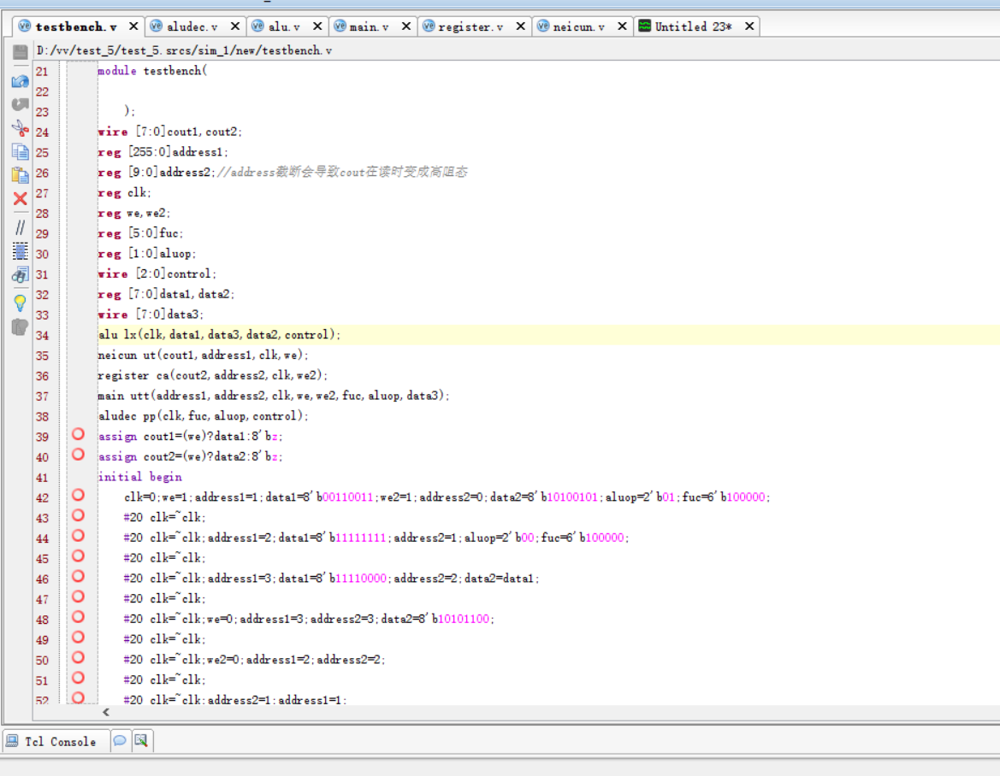 testbench.v aludec.v alu.v main.v register.v neicun.v Untitled 23*
D:/vv/test_5/test_5.srcs/sim_1/new/testbench.v
21 module testbench(
22
23 );
24 wire [7:0]cout1,cout2;
25 reg [255:0]address1;
26 reg [9:0]address2;//address截断会导致cout在读时变成高阻态
27 reg clk;
28 reg we,we2;
29 reg [5:0]fuc;
30 reg [1:0]aluop;
31 wire [2:0]control;
32 reg [7:0]data1,data2;
33 wire [7:0]data3;
34 alu lx(clk,data1,data3,data2,control);
35 neicun ut(cout1,address1,clk,we);
36 register ca(cout2,address2,clk,we2);
37 main utt(address1,address2,clk,we,we2,fuc,aluop,data3);
38 aludec pp(clk,fuc,aluop,control);
39 assign cout1=(we)?data1:8'bz;
40 assign cout2=(we)?data2:8'bz;
41 initial begin
42 clk=0;we=1;address1=1;data1=8'b00110011;we2=1;address2=0;data2=8'b10100101;aluop=2'b01;fuc=6'b100000;
43 #20 clk=~clk;
44 #20 clk=~clk;address1=2;data1=8'b11111111;address2=1;aluop=2'b00;fuc=6'b100000;
45 #20 clk=~clk;
46 #20 clk=~clk;address1=3;data1=8'b11110000;address2=2;data2=data1;
47 #20 clk=~clk;
48 #20 clk=~clk;we=0;address1=3;address2=3;data2=8'b10101100;
49 #20 clk=~clk;
50 #20 clk=~clk;we2=0;address1=2;address2=2;
51 #20 clk=~clk;
52 #20 clk=~clk;address2=1;address1=1;
Tcl Console